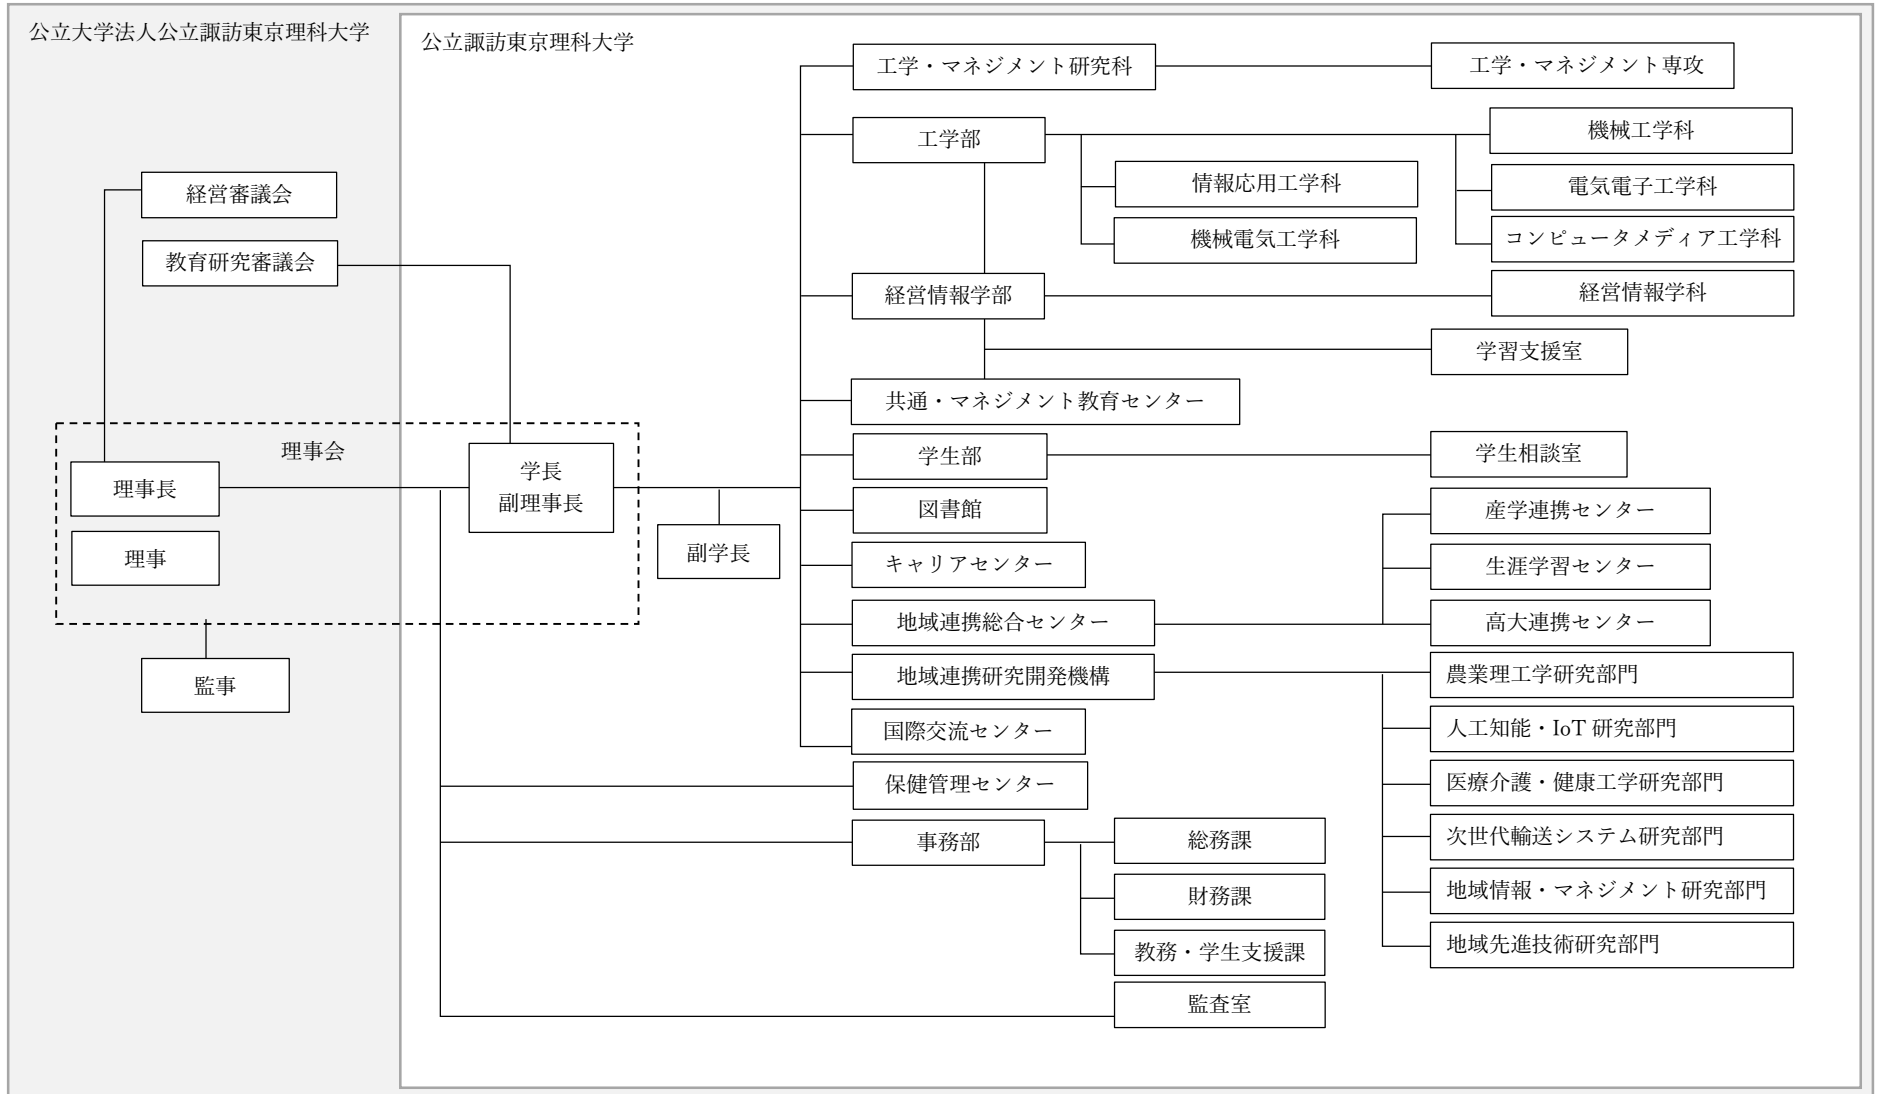 公立大学法人公立諏訪東京理科大学
公立諏訪東京理科大学
経営審議会
教育研究審議会
理事会
理事長
理事
監事
学長
副理事長
副学長
工学・マネジメント研究科
工学・マネジメント専攻
工学部
機械工学科
情報応用工学科
電気電子工学科
機械電気工学科
コンピュータメディア工学科
経営情報学部
経営情報学科
学習支援室
共通・マネジメント教育センター
学生部
学生相談室
図書館
産学連携センター
キャリアセンター
生涯学習センター
地域連携総合センター
高大連携センター
地域連携研究開発機構
農業理工学研究部門
国際交流センター
人工知能・IoT 研究部門
保健管理センター
医療介護・健康工学研究部門
事務部
総務課
次世代輸送システム研究部門
財務課
地域情報・マネジメント研究部門
教務・学生支援課
地域先進技術研究部門
監査室